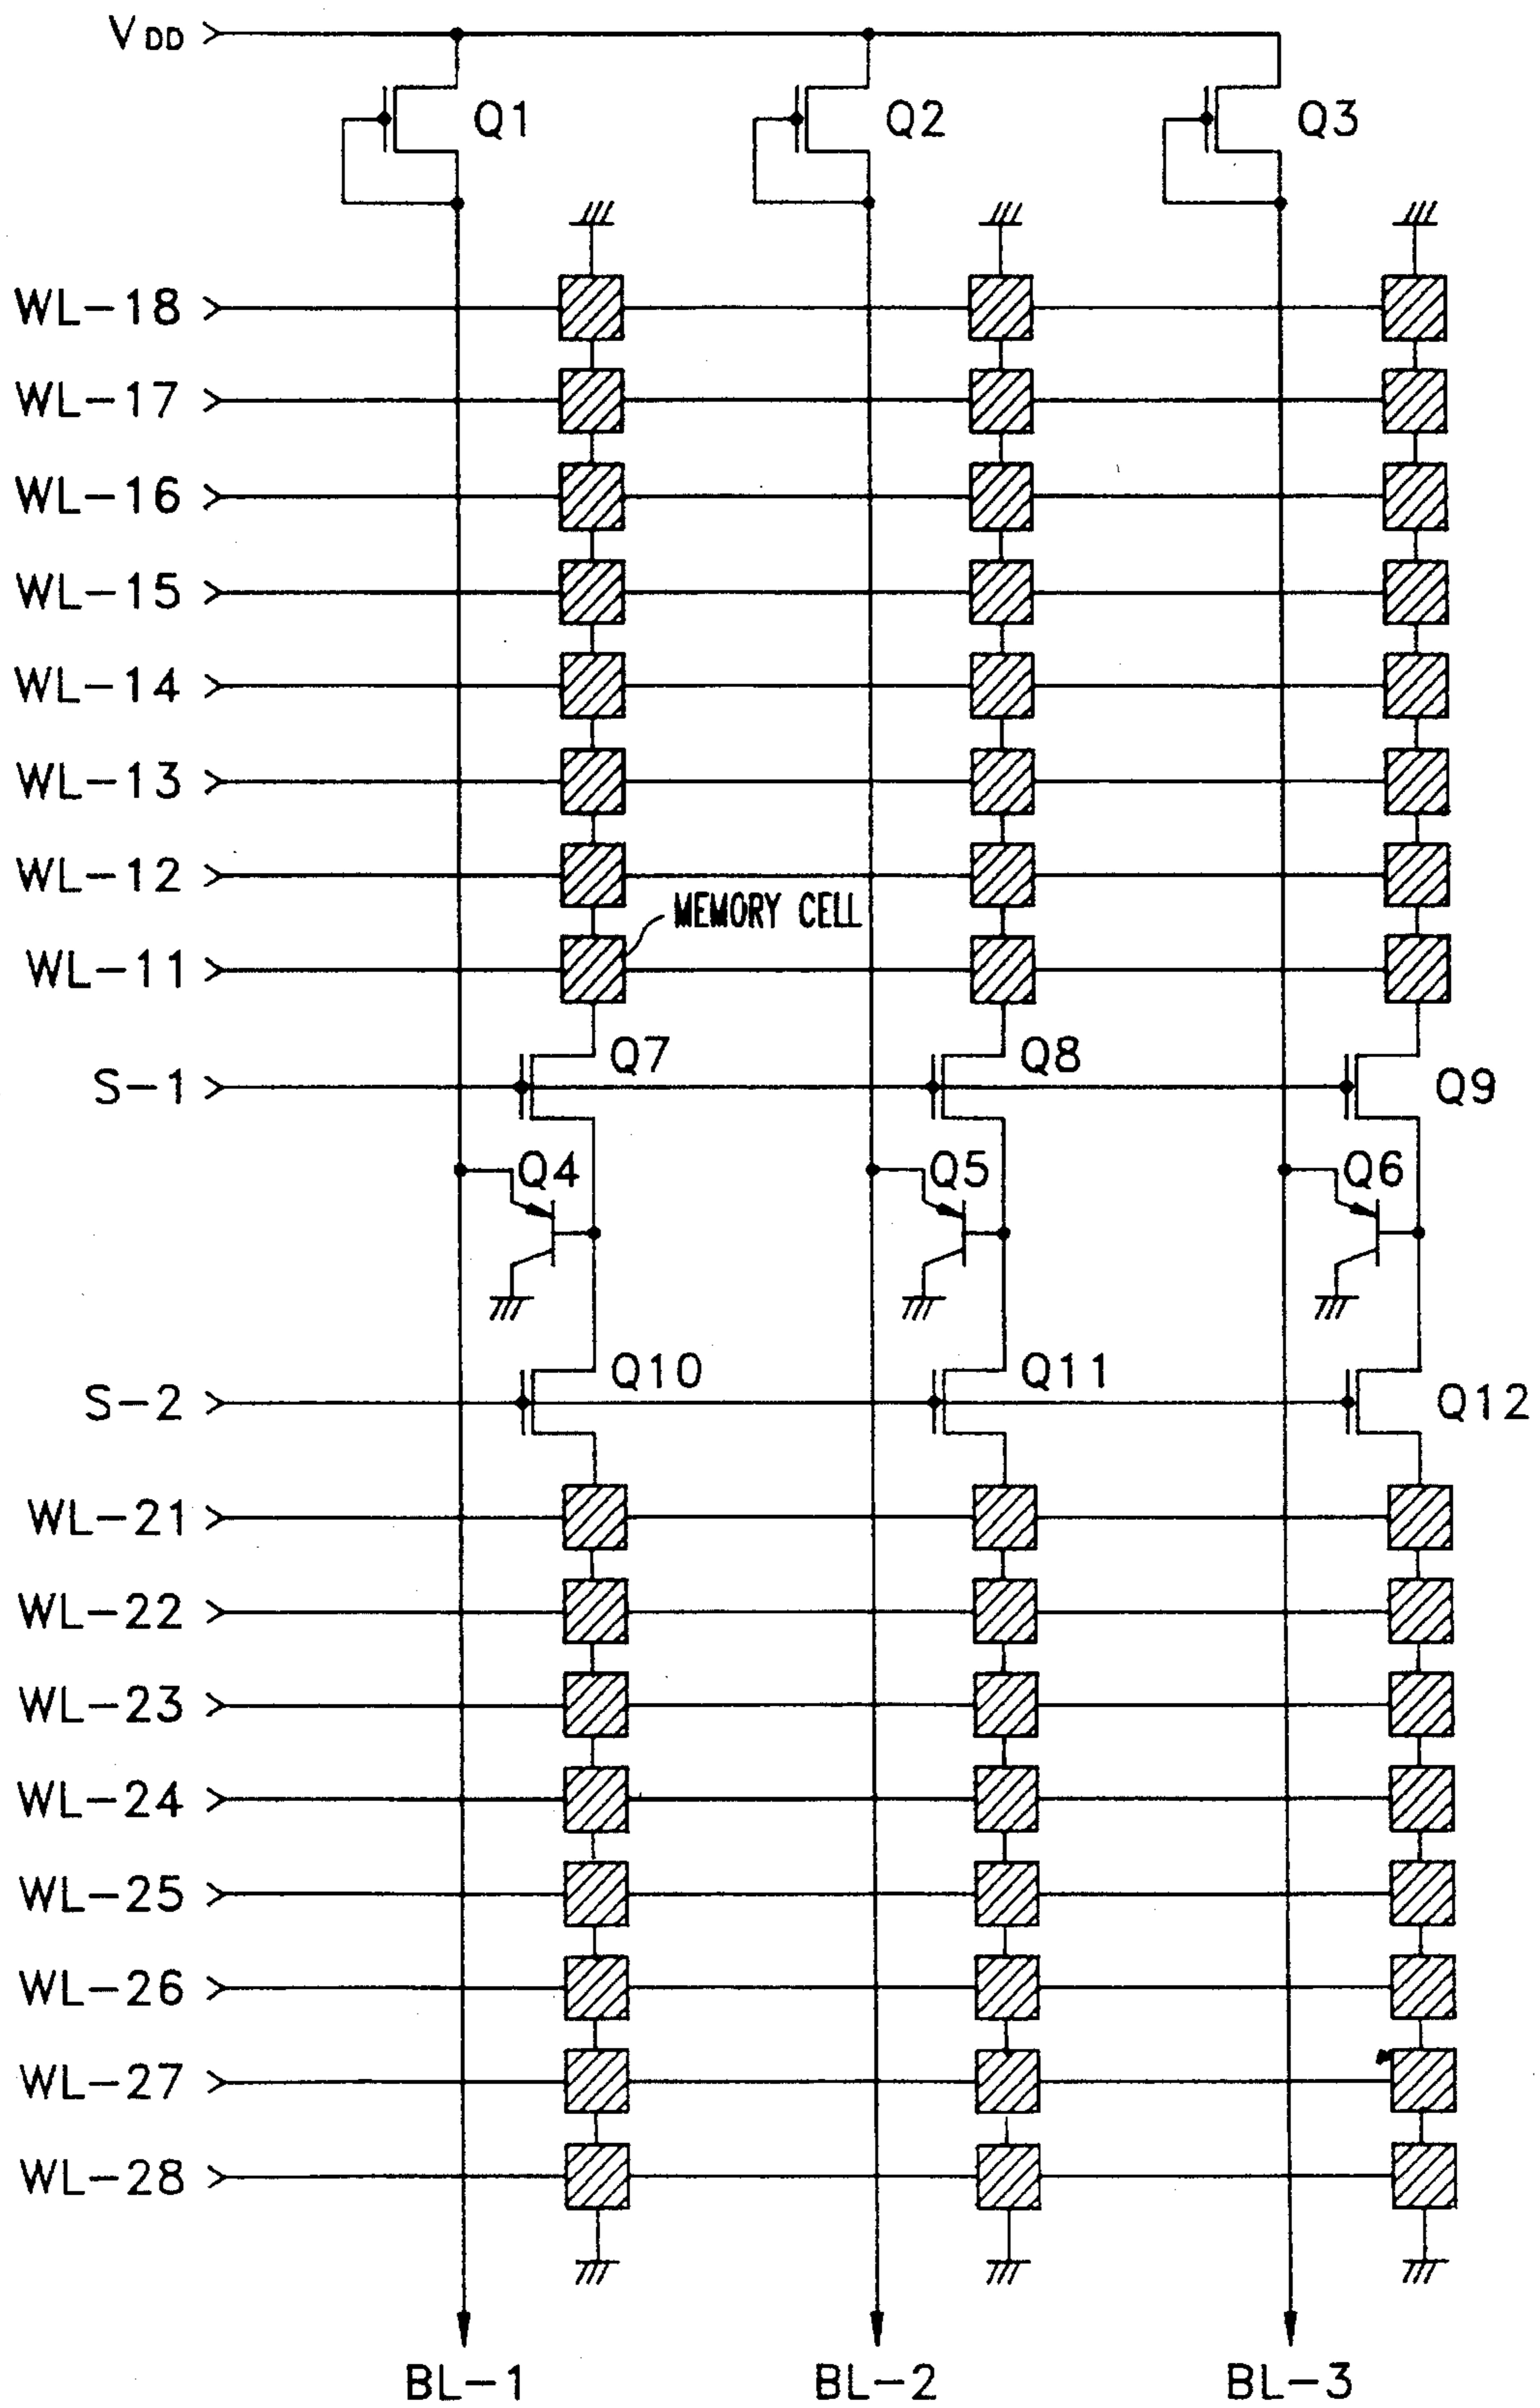 VDD
Q1 Q2 Q3
WL-18
WL-17
WL-16
WL-15
WL-14
WL-13
WL-12
MEMORY CELL
WL-11
Q7 Q8
S-1 Q9
Q4 Q5 Q6
Q10 Q11
S-2 Q12
WL-21
WL-22
WL-23
WL-24
WL-25
WL-26
WL-27
WL-28
BL-1 BL-2 BL-3